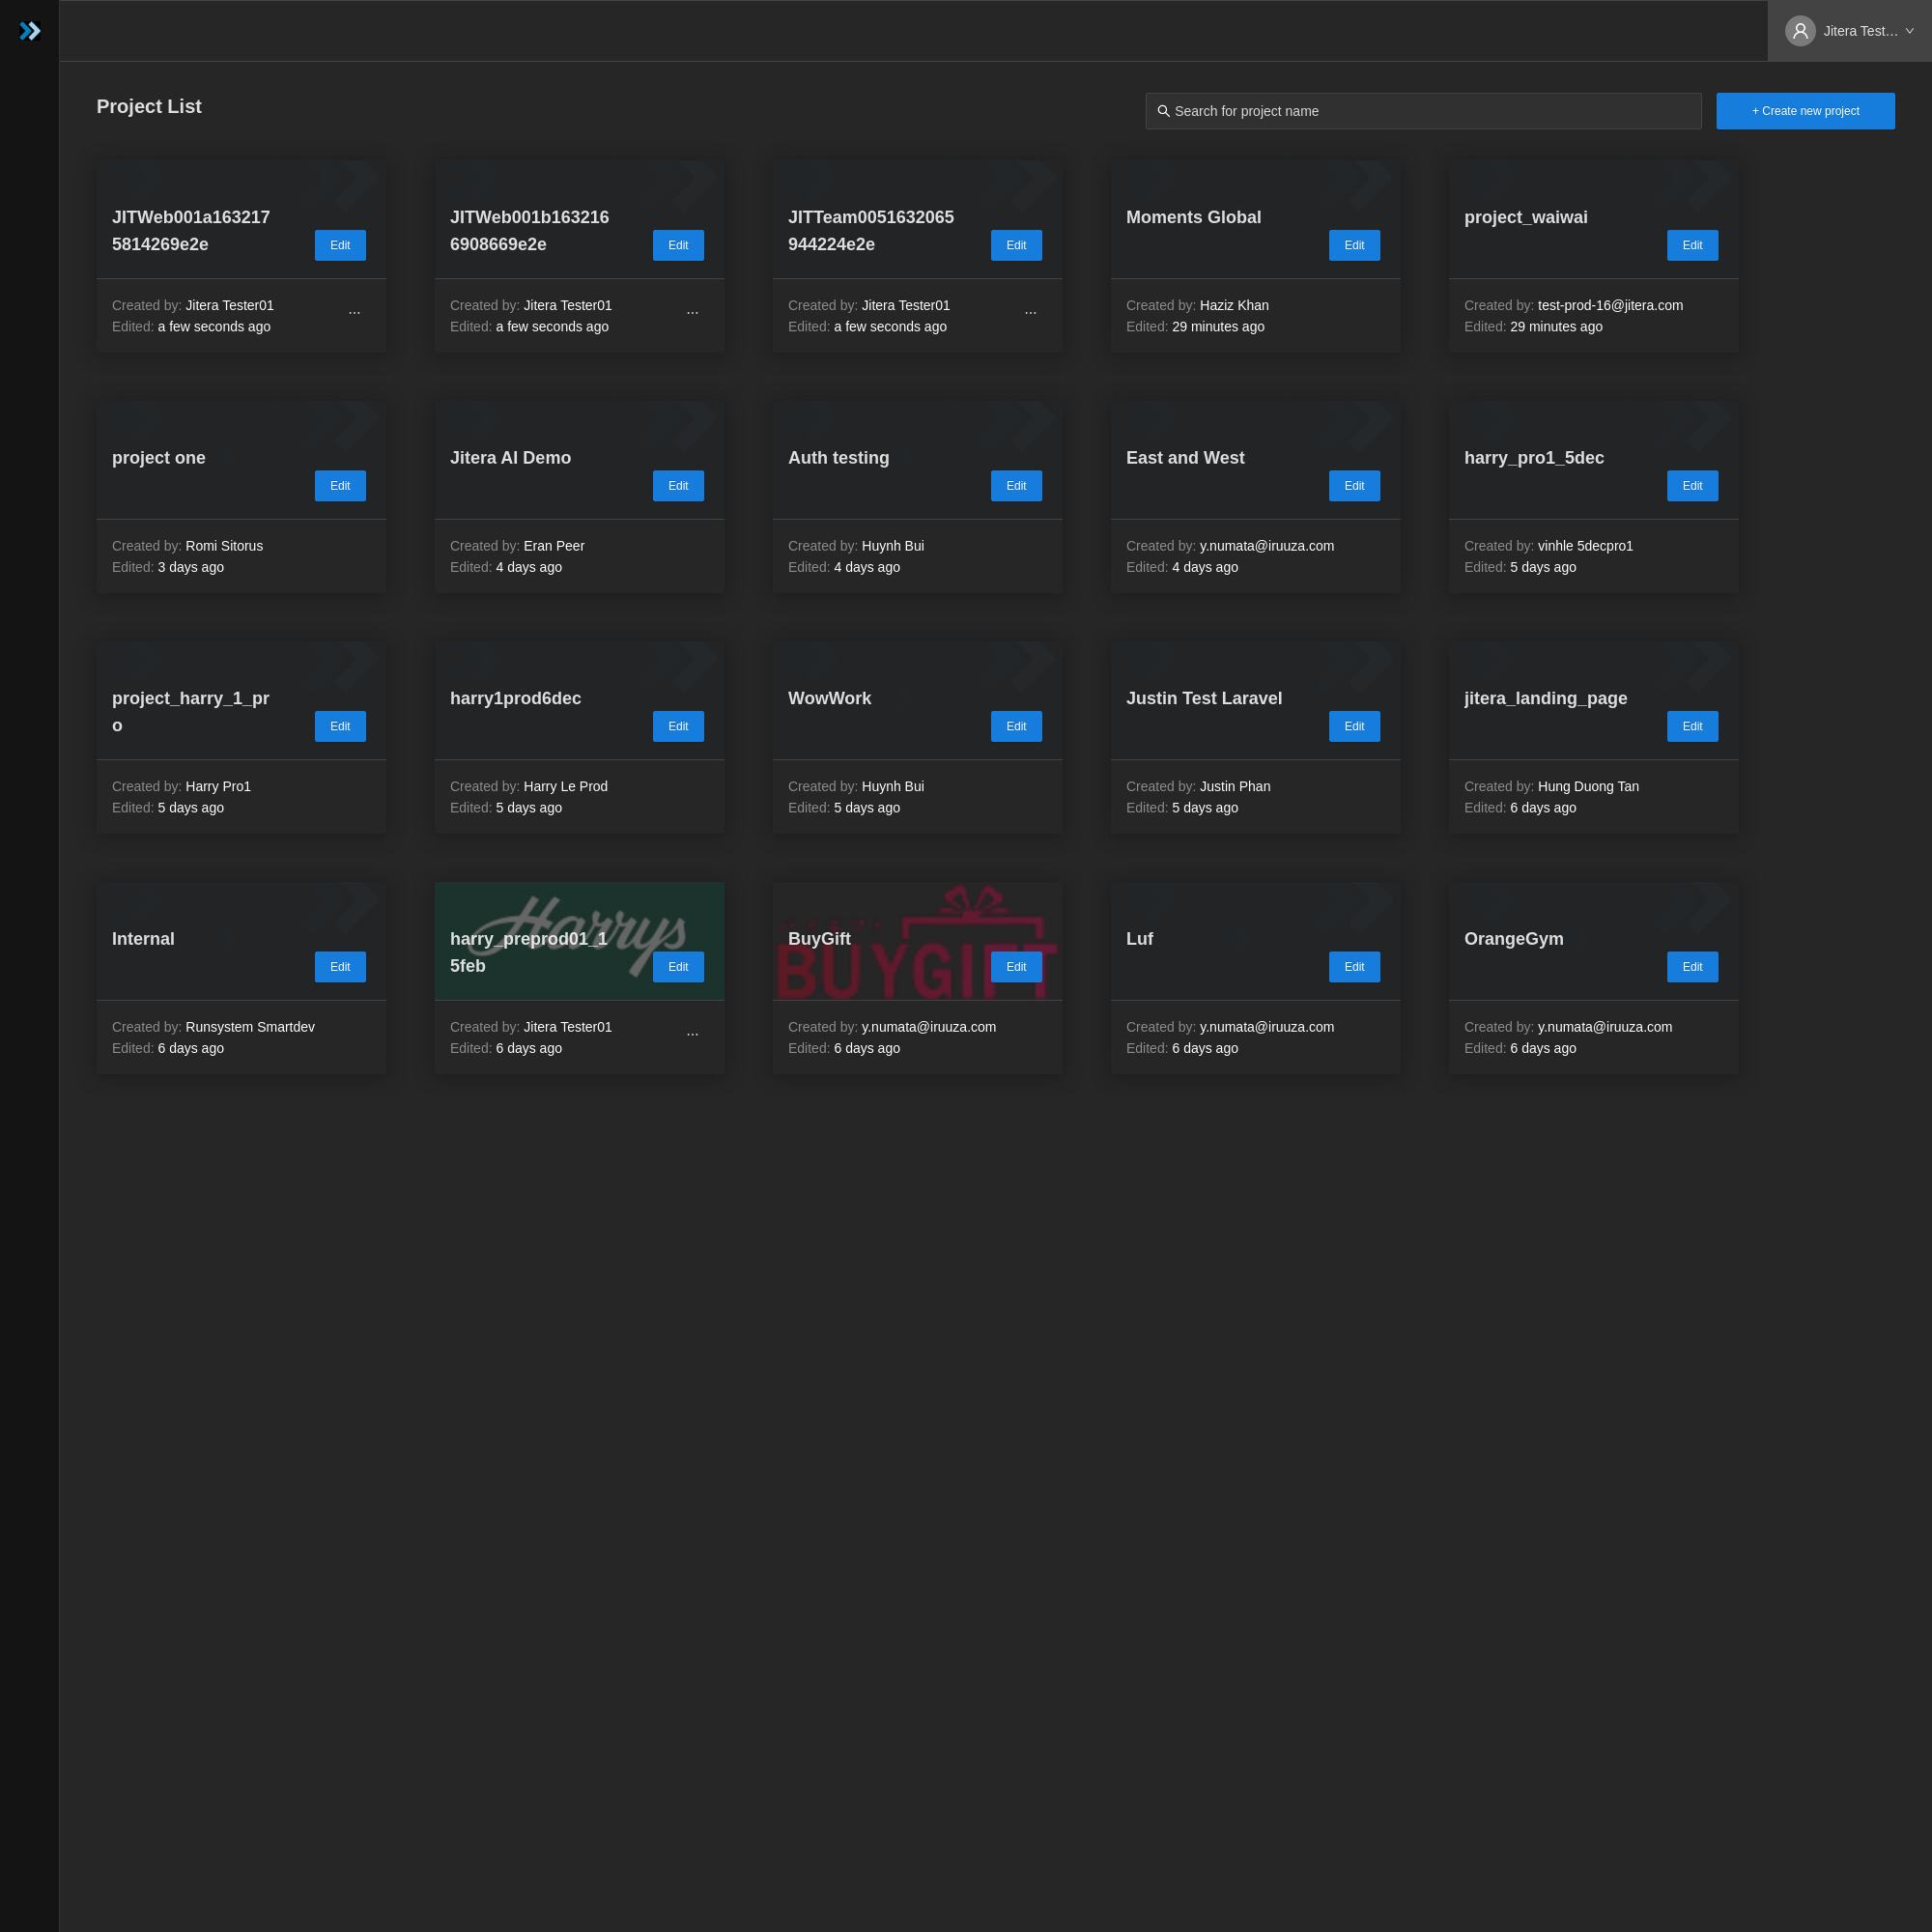 Jitera Test...
Project List
Search for project name
+ Create new project
JITWeb001a163217
5814269e2e
Edit
Created by: Jitera Tester01
...
Edited: a few seconds ago
JITWeb001b163216
6908669e2e
Edit
Created by: Jitera Tester01
...
Edited: a few seconds ago
JITTeam0051632065
944224e2e
Edit
Created by: Jitera Tester01
...
Edited: a few seconds ago
Moments Global
Edit
Created by: Haziz Khan
Edited: 29 minutes ago
project_waiwai
Edit
Created by: test-prod-16@jitera.com
Edited: 29 minutes ago
project one
Edit
Created by: Romi Sitorus
Edited: 3 days ago
Jitera AI Demo
Edit
Created by: Eran Peer
Edited: 4 days ago
Auth testing
Edit
Created by: Huynh Bui
Edited: 4 days ago
East and West
Edit
Created by: y.numata@iruuza.com
Edited: 4 days ago
harry_pro1_5dec
Edit
Created by: vinhle 5decpro1
Edited: 5 days ago
project_harry_1_pr
o
Edit
Created by: Harry Pro1
Edited: 5 days ago
harry1prod6dec
Edit
Created by: Harry Le Prod
Edited: 5 days ago
WowWork
Edit
Created by: Huynh Bui
Edited: 5 days ago
Justin Test Laravel
Edit
Created by: Justin Phan
Edited: 5 days ago
jitera_landing_page
Edit
Created by: Hung Duong Tan
Edited: 6 days ago
Internal
Edit
Created by: Runsystem Smartdev
Edited: 6 days ago
Harrys
harry_preprod01_1
5feb
Edit
Created by: Jitera Tester01
...
Edited: 6 days ago
BuyGift
BUYGIFT
Edit
Created by: y.numata@iruuza.com
Edited: 6 days ago
Luf
Edit
Created by: y.numata@iruuza.com
Edited: 6 days ago
OrangeGym
Edit
Created by: y.numata@iruuza.com
Edited: 6 days ago